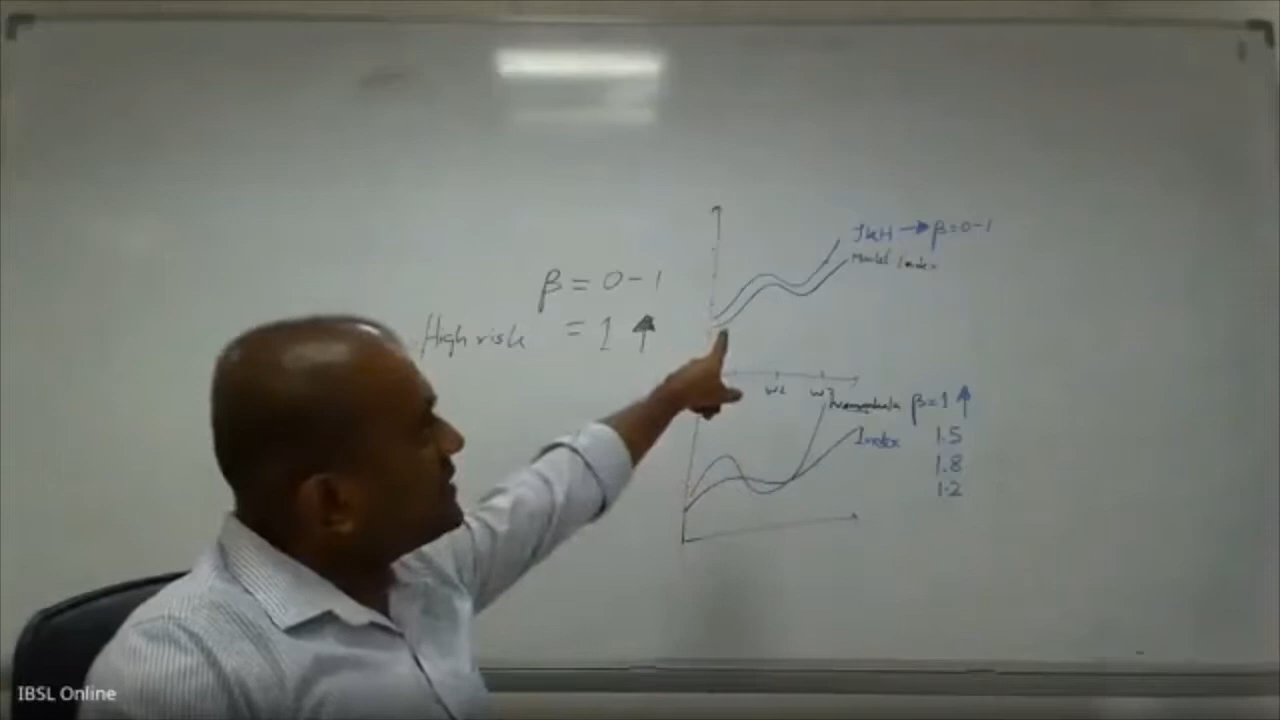 β = 0 - 1
High risk = 1 ↑
JKH → β = 0 - 1
Market Index
W2
β = 1 ↑
Index 1.5
1.8
1.2
IBSL Online